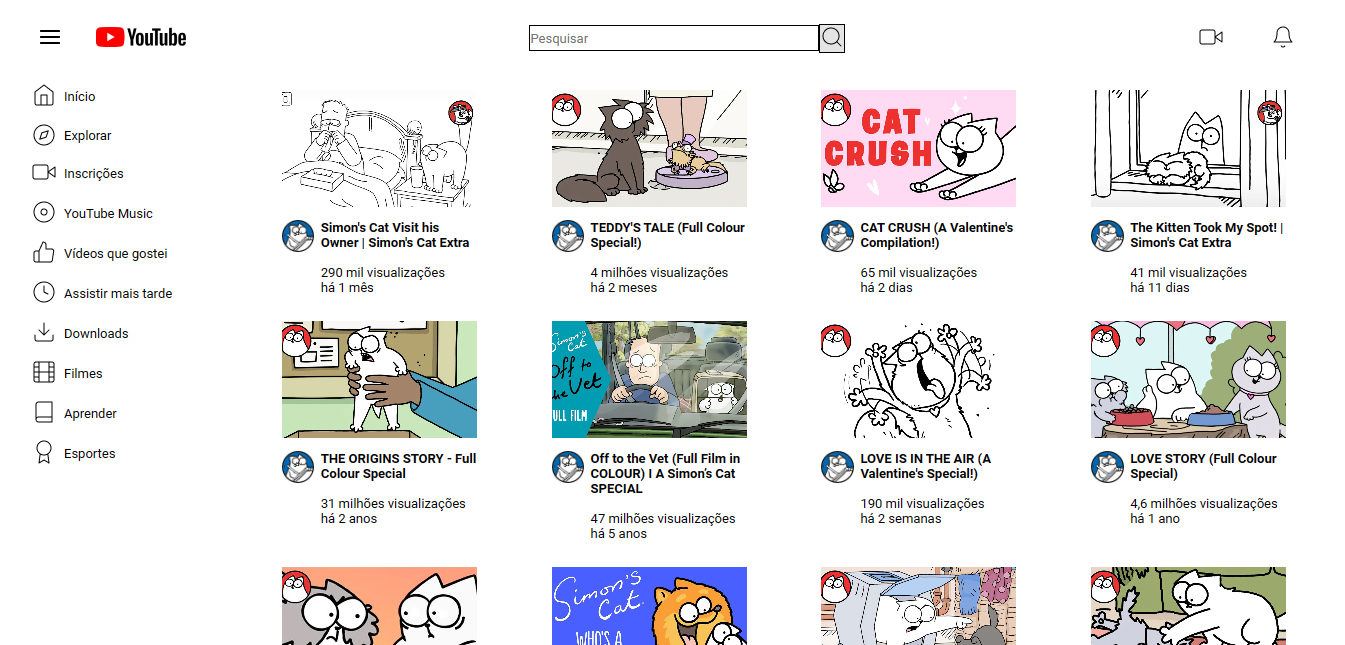 YouTube
Pesquisar
Início
Explorar
Inscrições
YouTube Music
Vídeos que gostei
Assistir mais tarde
Downloads
Filmes
Aprender
Esportes
CAT
CRUSH
Simon's Cat Visit his
Owner | Simon's Cat Extra
290 mil visualizações
há 1 mês
TEDDY'S TALE (Full Colour
Special!)
4 milhões visualizações
há 2 meses
CAT CRUSH (A Valentine's
Compilation!)
65 mil visualizações
há 2 dias
The Kitten Took My Spot! |
Simon's Cat Extra
41 mil visualizações
há 11 dias
Simon's
Cat
Off to
the Vet
FULL FILM
THE ORIGINS STORY - Full
Colour Special
31 milhões visualizações
há 2 anos
Off to the Vet (Full Film in
COLOUR) I A Simon’s Cat
SPECIAL
47 milhões visualizações
há 5 anos
LOVE IS IN THE AIR (A
Valentine's Special!)
190 mil visualizações
há 2 semanas
LOVE STORY (Full Colour
Special)
4,6 milhões visualizações
há 1 ano
Simon's
Cat
WHO'S A